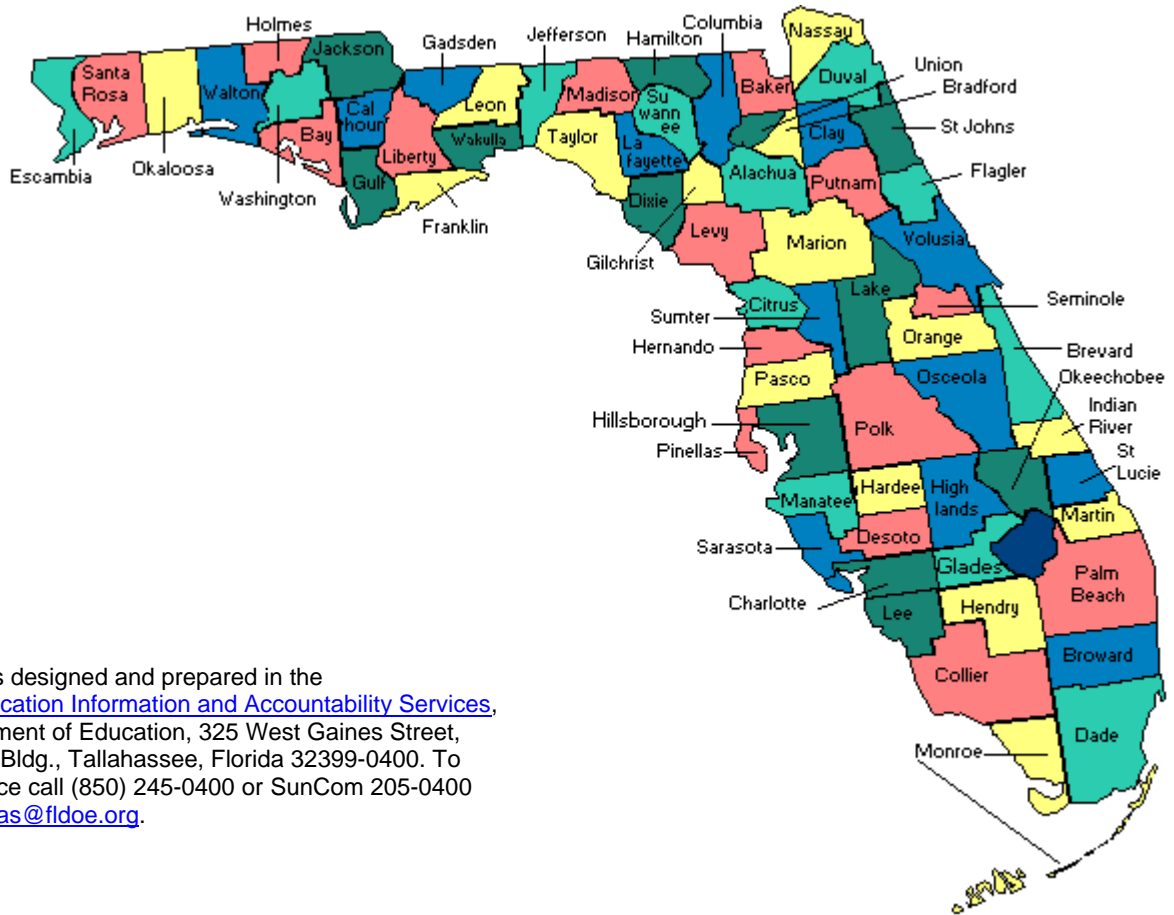 Holmes
Jackson
Gadsden
Jefferson
Hamilton
Columbia
Nassau
Union
Bradford
Santa
Rosa
Walton
Leon
Madison
Su
wann
ee
Baker
Duval
Cal
hour
Bay
Liberty
Wakulla
Taylor
La
fayette
Clay
St Johns
Escambia
Okaloosa
Washington
Gulf
Franklin
Dixie
Alachua
Putnam
Flagler
Gilchrist
Levy
Marion
Volusia
Citrus
Lake
Seminole
Sumter
Orange
Hernando
Brevard
Pasco
Osceola
Okeechobee
Hillsborough
Polk
Indian
River
Pinellas
St
Lucie
Manatee
Hardee
High
lands
Martin
Sarasota
Desoto
Glades
Palm
Beach
Charlotte
Lee
Hendry
Collier
Broward
Monroe
Dade
s designed and prepared in the
cation Information and Accountability Services,
ment of Education, 325 West Gaines Street,
Bldg., Tallahassee, Florida 32399-0400. To
ce call (850) 245-0400 or SunCom 205-0400
as@fldoe.org.